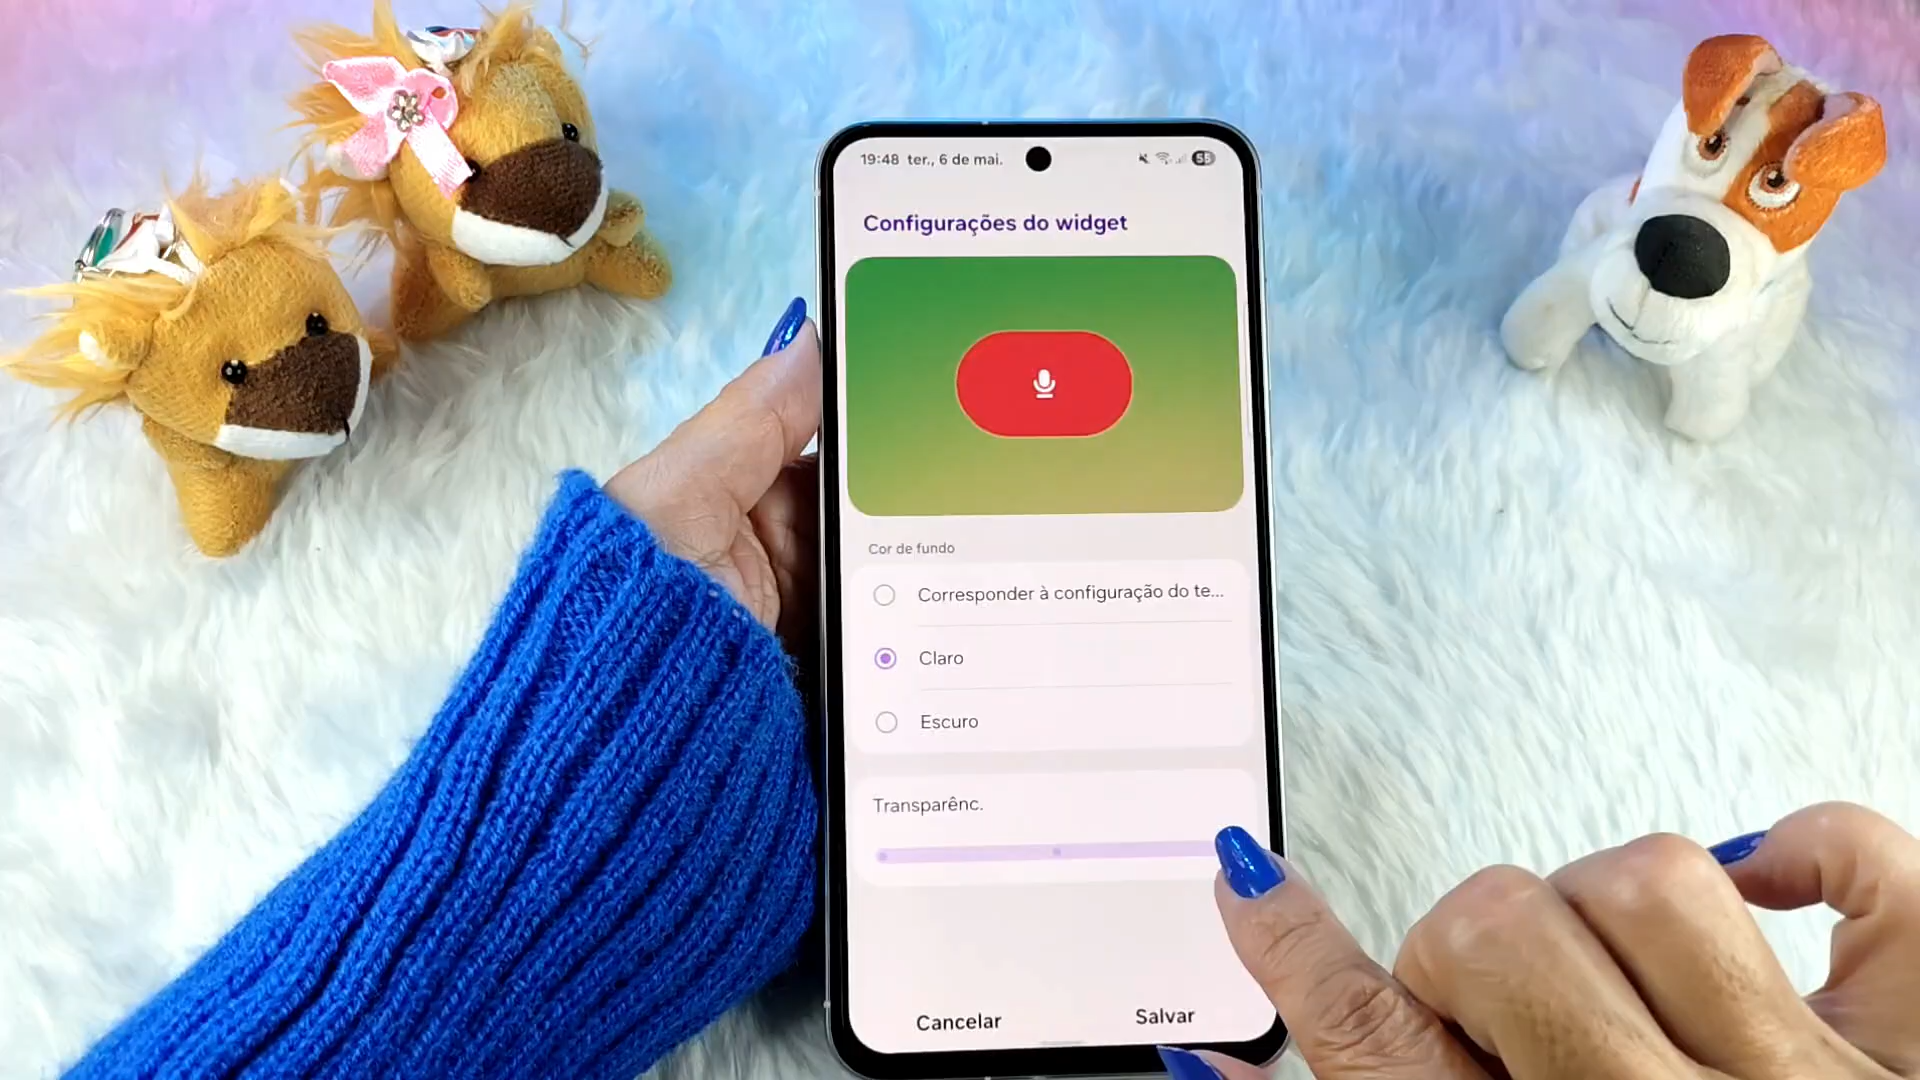 19:48 ter., 6 de mai.
55
Configurações do widget
Cor de fundo
Corresponder à configuração do te...
Claro
Escuro
Transparênc.
Cancelar
Salvar